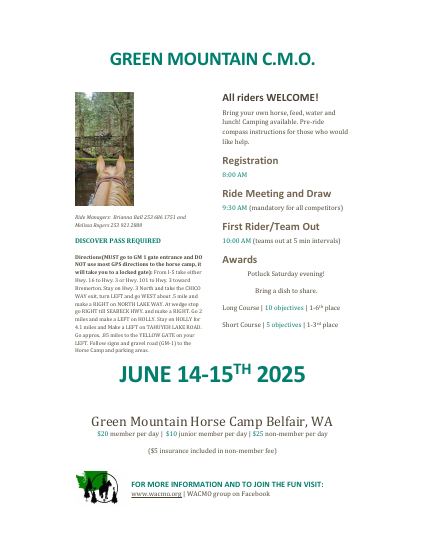 GREEN MOUNTAIN C.M.O.
Ride Managers: Brianna Ball 253 606 1751 and
Melissa Rogers 253 921 2888
DISCOVER PASS REQUIRED
Directions(MUST go to GM 1 gate entrance and DO
NOT use most GPS directions to the horse camp, it
will take you to a locked gate): From I-5 take either
Hwy. 16 to Hwy. 3 or Hwy. 101 to Hwy. 3 toward
Bremerton. Stay on Hwy. 3 North and take the CHICO
WAY exit, turn LEFT and go WEST about .5 mile and
make a RIGHT on NORTH LAKE WAY. At wedge stop
go RIGHT till SEABECK HWY. and make a RIGHT. Go 2
miles and make a LEFT on HOLLY. Stay on HOLLY for
4.1 miles and Make a LEFT on TAHUYEH LAKE ROAD.
Go approx. .85 miles to the YELLOW GATE on your
LEFT. Follow signs and gravel road (GM-1) to the
Horse Camp and parking areas.
All riders WELCOME!
Bring your own horse, feed, water and
lunch! Camping available. Pre-ride
compass instructions for those who would
like help.
Registration
8:00 AM
Ride Meeting and Draw
9:30 AM (mandatory for all competitors)
First Rider/Team Out
10:00 AM (teams out at 5 min intervals)
Awards
Potluck Saturday evening!
Bring a dish to share.
Long Course | 10 objectives | 1-6th place
Short Course | 5 objectives | 1-3rd place
JUNE 14-15TH 2025
Green Mountain Horse Camp Belfair, WA
$20 member per day | $10 junior member per day | $25 non-member per day
($5 insurance included in non-member fee)
FOR MORE INFORMATION AND TO JOIN THE FUN VISIT:
www.wacmo.org | WACMO group on Facebook